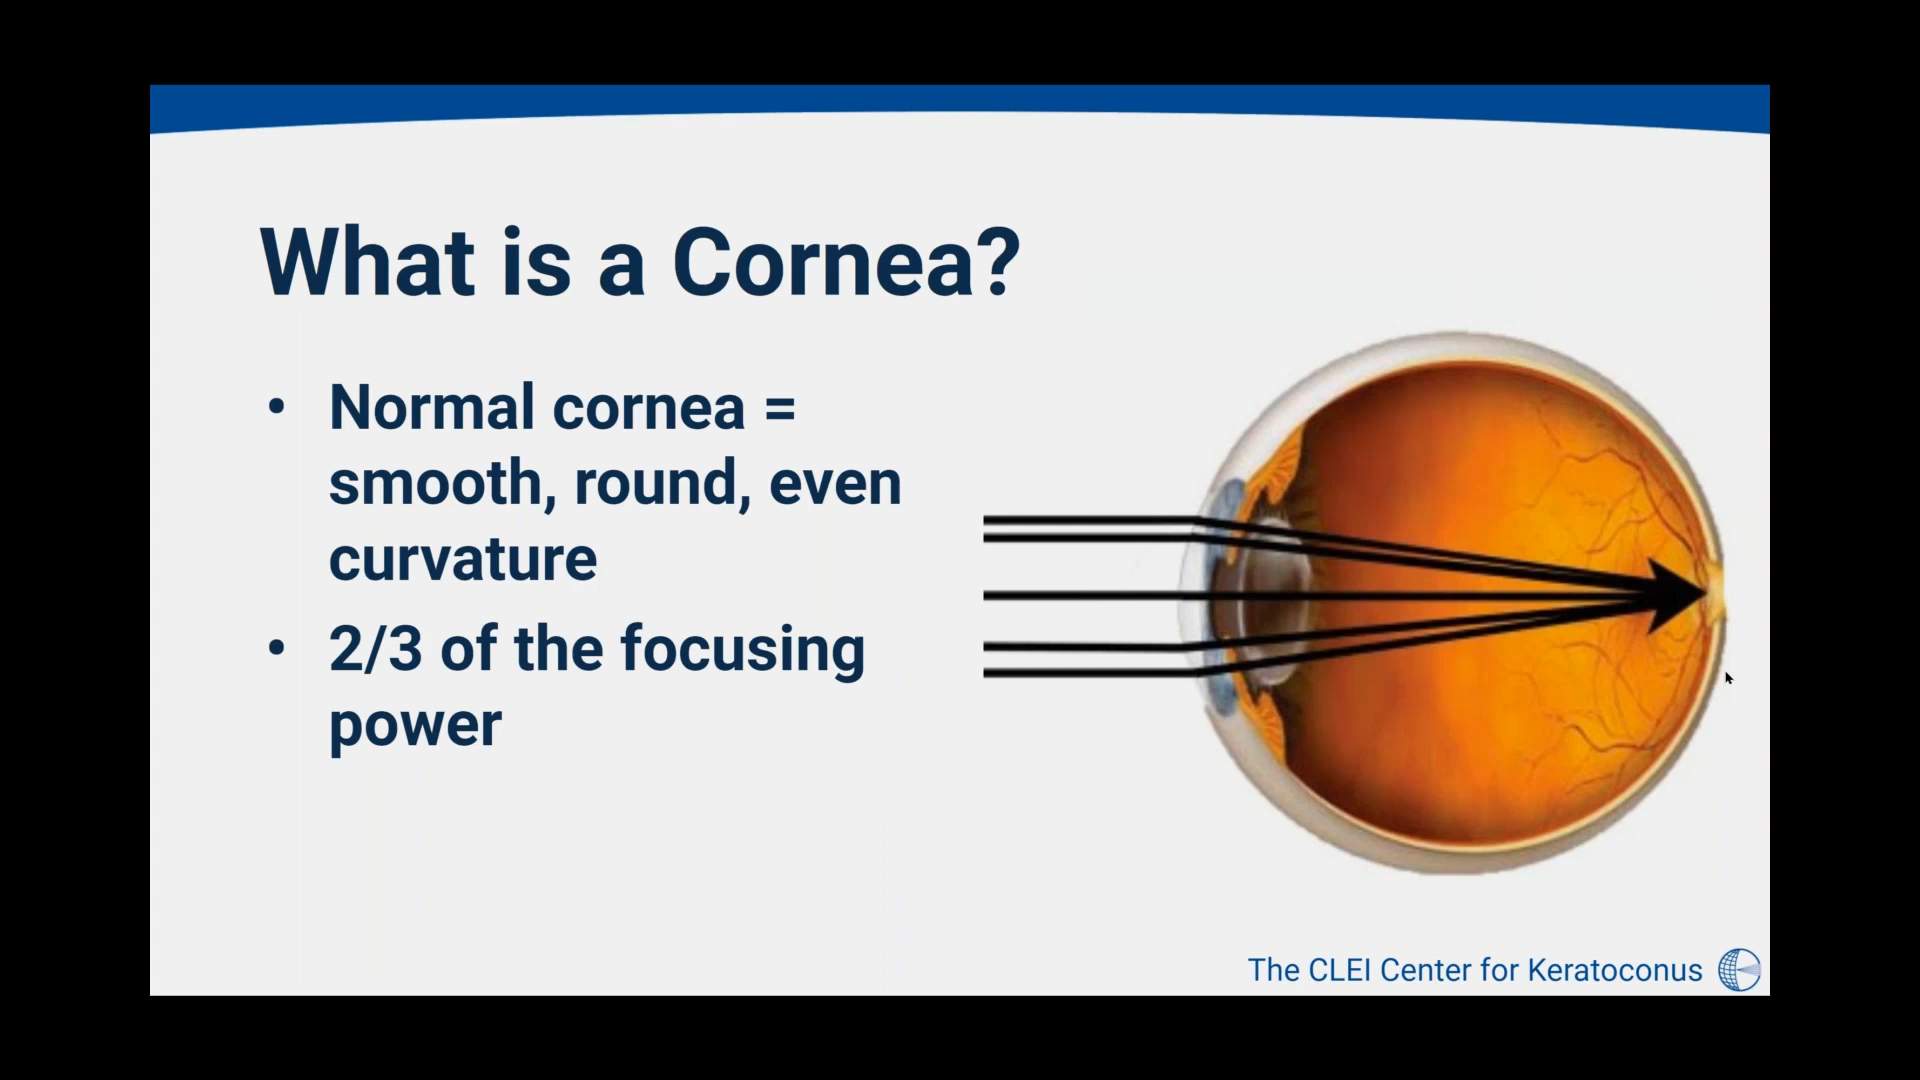 What is a Cornea?
• Normal cornea =
smooth, round, even
curvature
• 2/3 of the focusing
power
The CLEI Center for Keratoconus